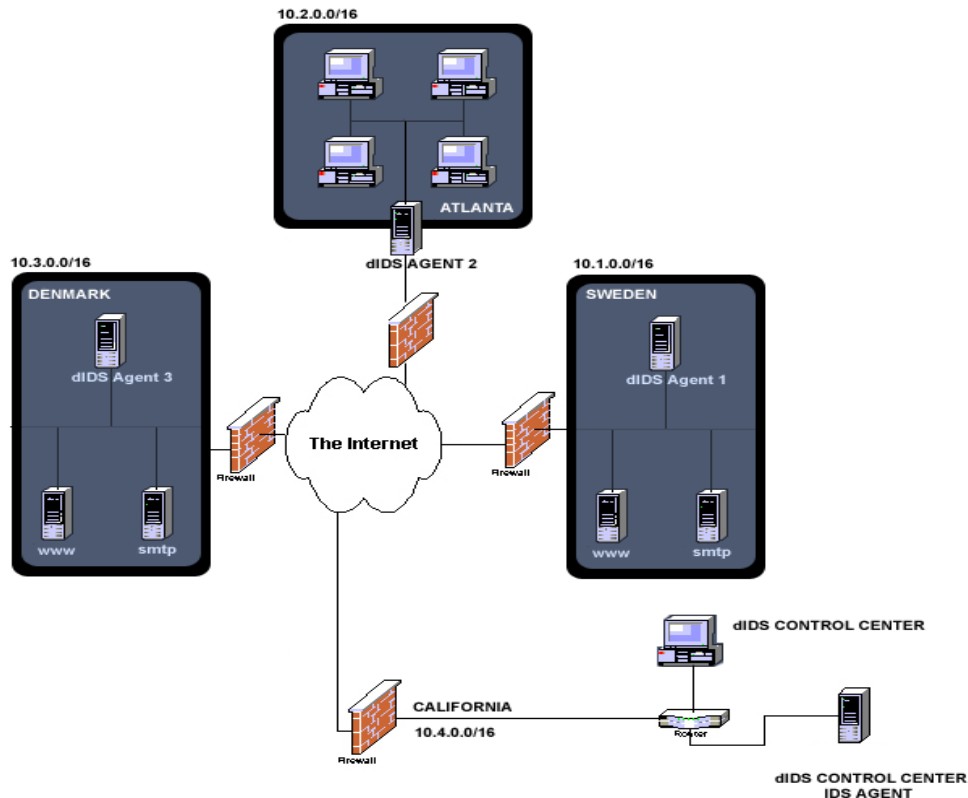 10.2.0.0/16
ATLANTA
dIDS AGENT 2
10.3.0.0/16
DENMARK
dIDS Agent 3
www
smtp
Firewall
The Internet
10.1.0.0/16
SWEDEN
dIDS Agent 1
www
smtp
Firewall
dIDS CONTROL CENTER
CALIFORNIA
10.4.0.0/16
Firewall
Router
dIDS CONTROL CENTER
IDS AGENT